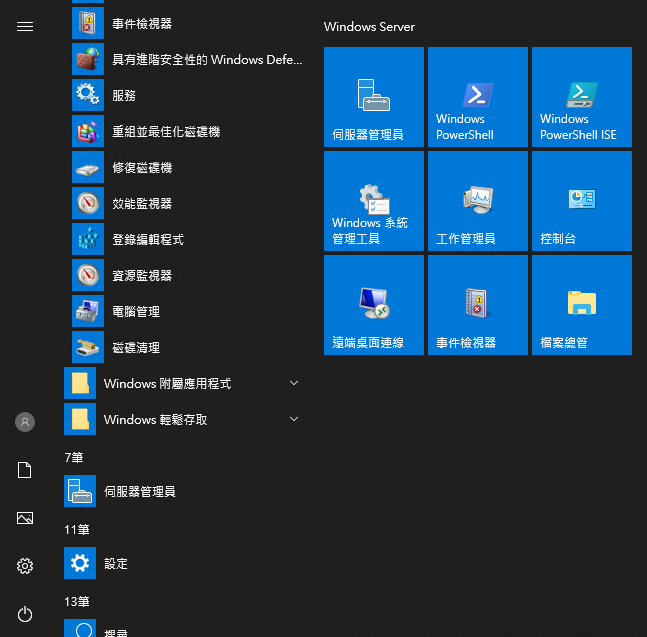 事件檢視器
具有進階安全性的 Windows Defe...
服務
重組並最佳化磁碟機
修復磁碟機
效能監視器
登錄編輯程式
資源監視器
電腦管理
磁碟清理
Windows 附屬應用程式
Windows 輕鬆存取
7筆
伺服器管理員
11筆
設定
13筆
搜尋
Windows Server
伺服器管理員
Windows
PowerShell
Windows
PowerShell ISE
Windows 系統
管理工具
工作管理員
控制台
遠端桌面連線
事件檢視器
檔案總管